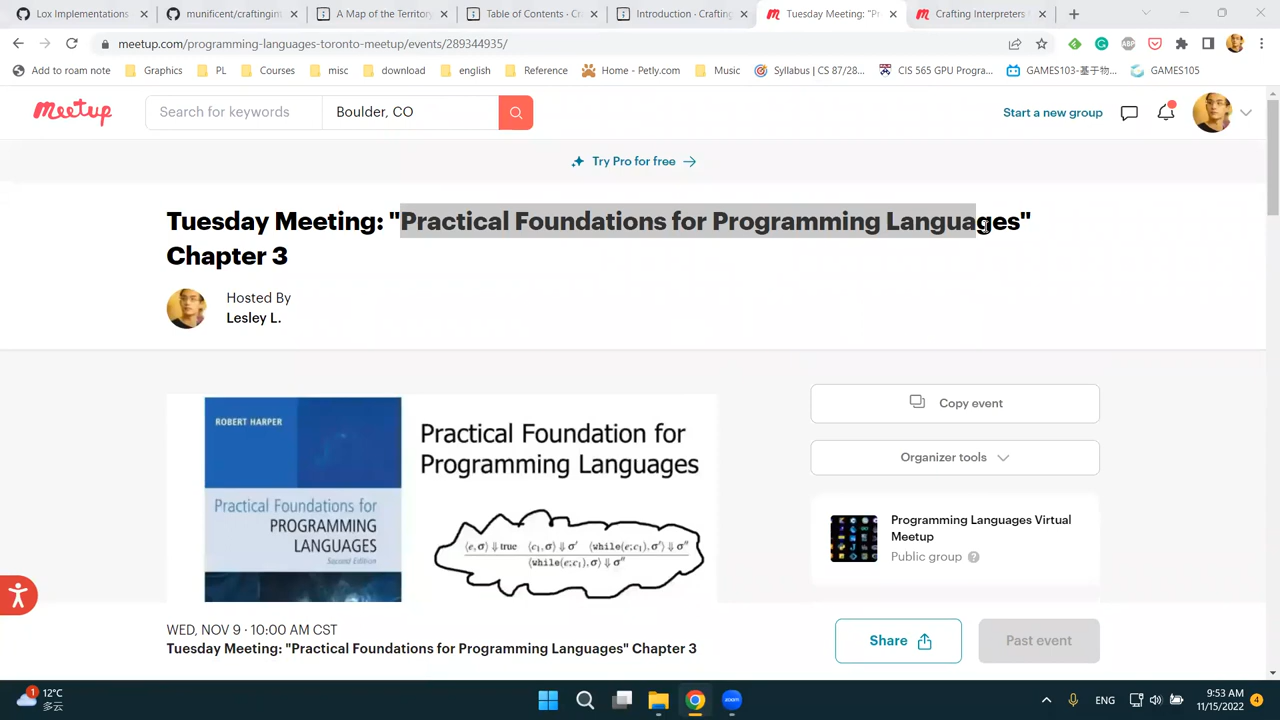 Lox Implementations
munificent/craftingint
A Map of the Territory
Table of Contents · Cra
Introduction · Crafting
Tuesday Meeting: "Pr
Crafting Interpreters
meetup.com/programming-languages-toronto-meetup/events/289344935/
Add to roam note
Graphics
PL
Courses
misc
download
english
Reference
Home - Petly.com
Music
Syllabus | CS 87/28...
CIS 565 GPU Progra...
GAMES103-基于物...
GAMES105
meetup
Search for keywords
Boulder, CO
Start a new group
Try Pro for free
Tuesday Meeting: "Practical Foundations for Programming Languages"
Chapter 3
Hosted By
Lesley L.
ROBERT HARPER
Practical Foundations for
PROGRAMMING
LANGUAGES
Second Edition
Practical Foundation for
Programming Languages
⟨e,σ⟩ ⇓ true ⟨c₁,σ⟩ ⇓ σ′ ⟨while(e;c₁),σ′⟩ ⇓ σ″
⟨while(e;c₁),σ⟩ ⇓ σ″
Copy event
Organizer tools
Programming Languages Virtual
Meetup
Public group
WED, NOV 9 · 10:00 AM CST
Tuesday Meeting: "Practical Foundations for Programming Languages" Chapter 3
Share
Past event
1
12°C
多云
zoom
ENG
9:53 AM
11/15/2022
4